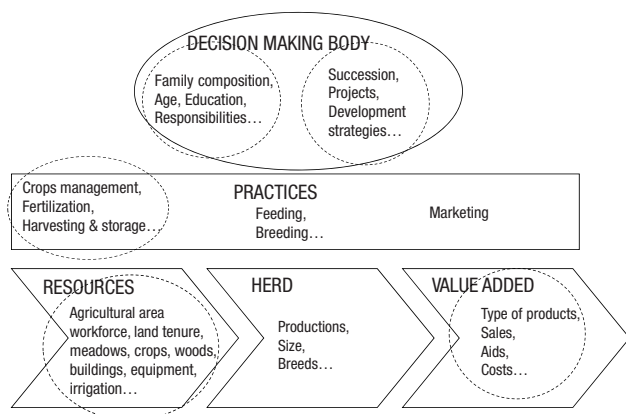 DECISION MAKING BODY
Family composition,
Age, Education,
Responsibilities…
Succession,
Projects,
Development
strategies…
Crops management,
Fertilization,
Harvesting & storage…
PRACTICES
Feeding,
Breeding…
Marketing
RESOURCES
Agricultural area
workforce, land tenure,
meadows, crops, woods,
buildings, equipment,
irrigation…
HERD
Productions,
Size,
Breeds…
VALUE ADDED
Type of products,
Sales,
Aids,
Costs…